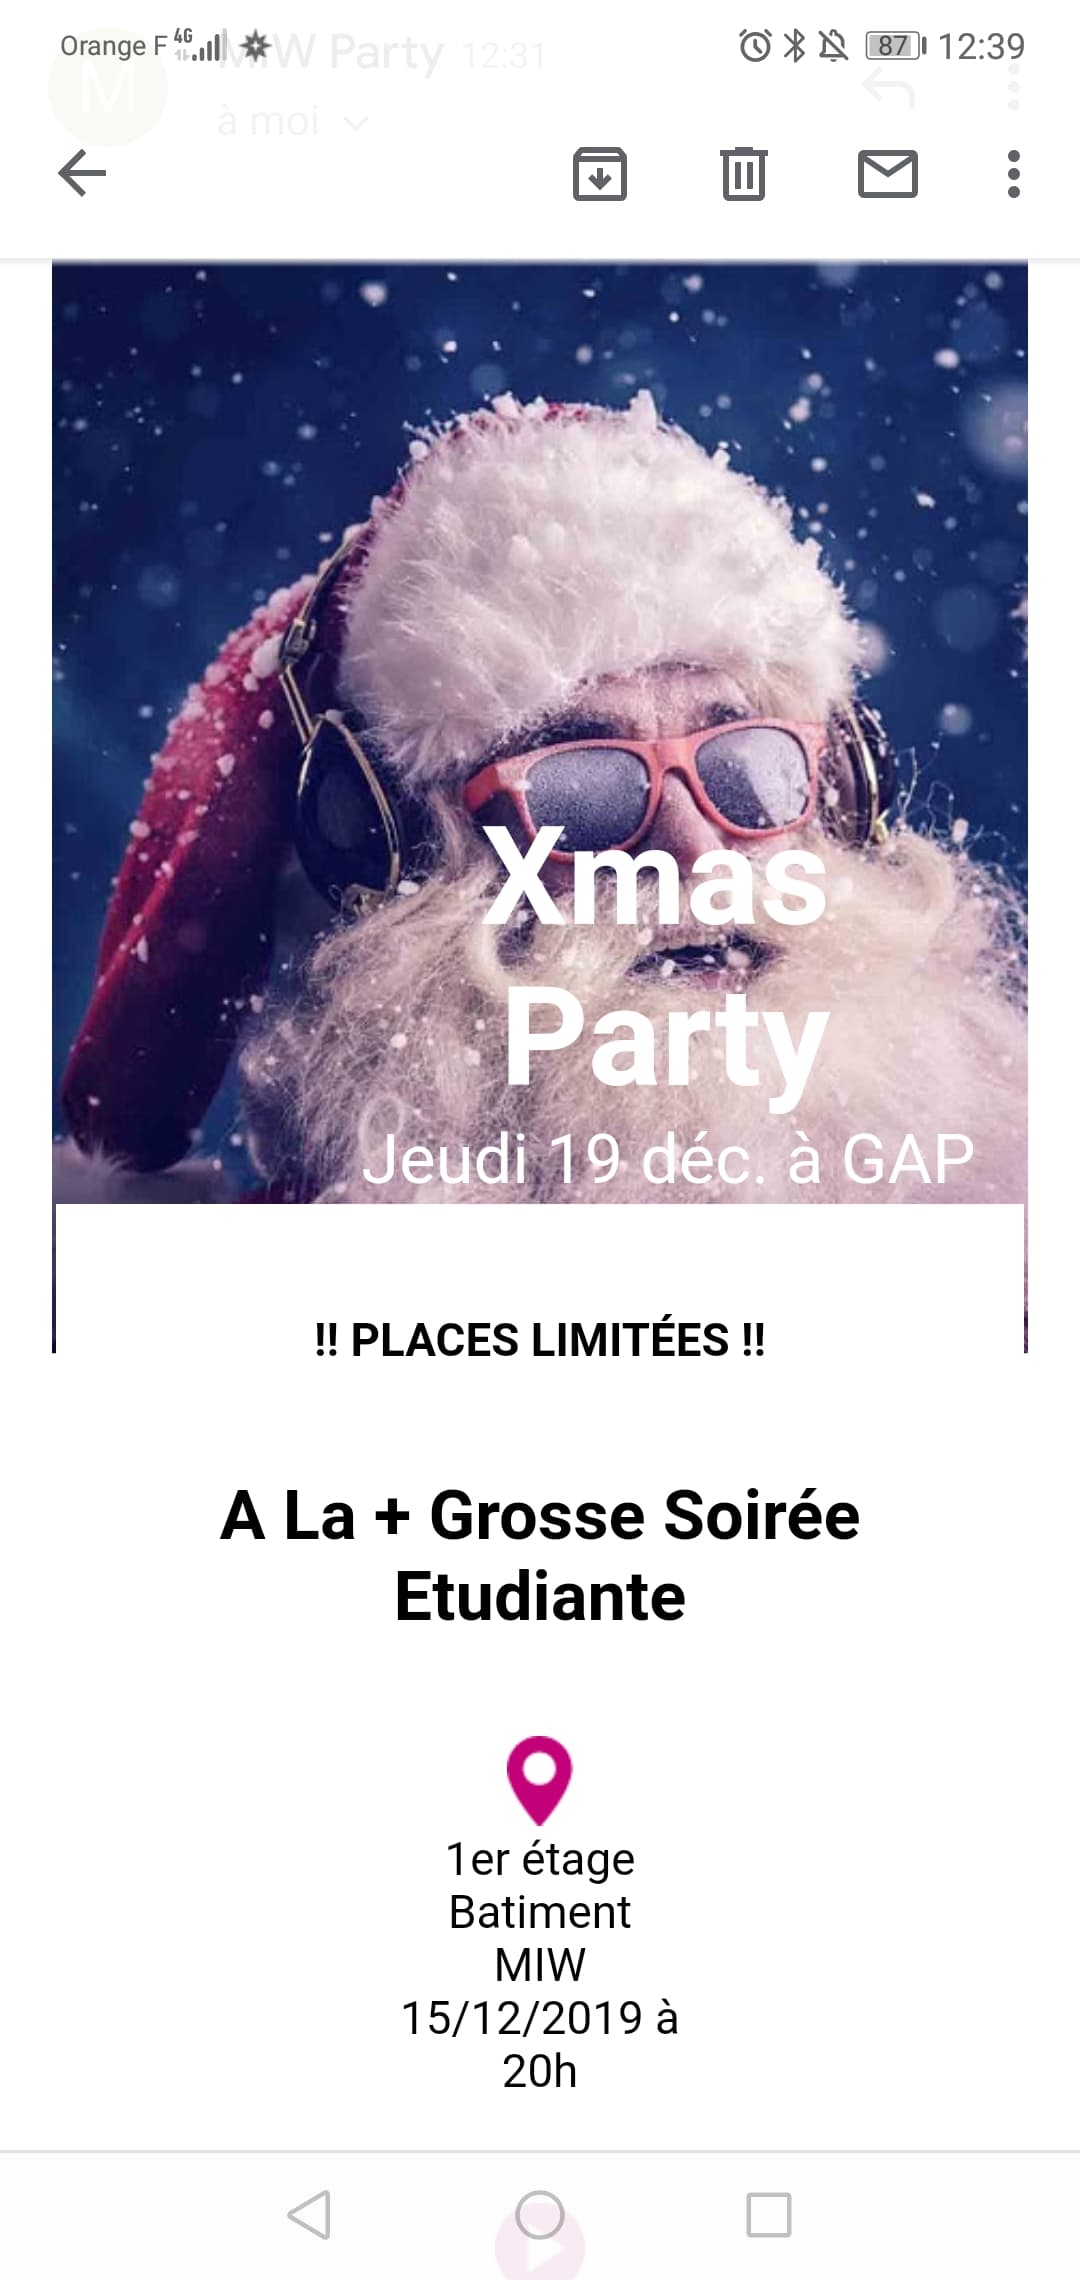 Orange F 4G 87 12:39
M
MIW Party 12:31
à moi
Xmas
Party
Jeudi 19 déc. à GAP
!! PLACES LIMITÉES !!
A La + Grosse Soirée
Etudiante
1er étage
Batiment
MIW
15/12/2019 à
20h